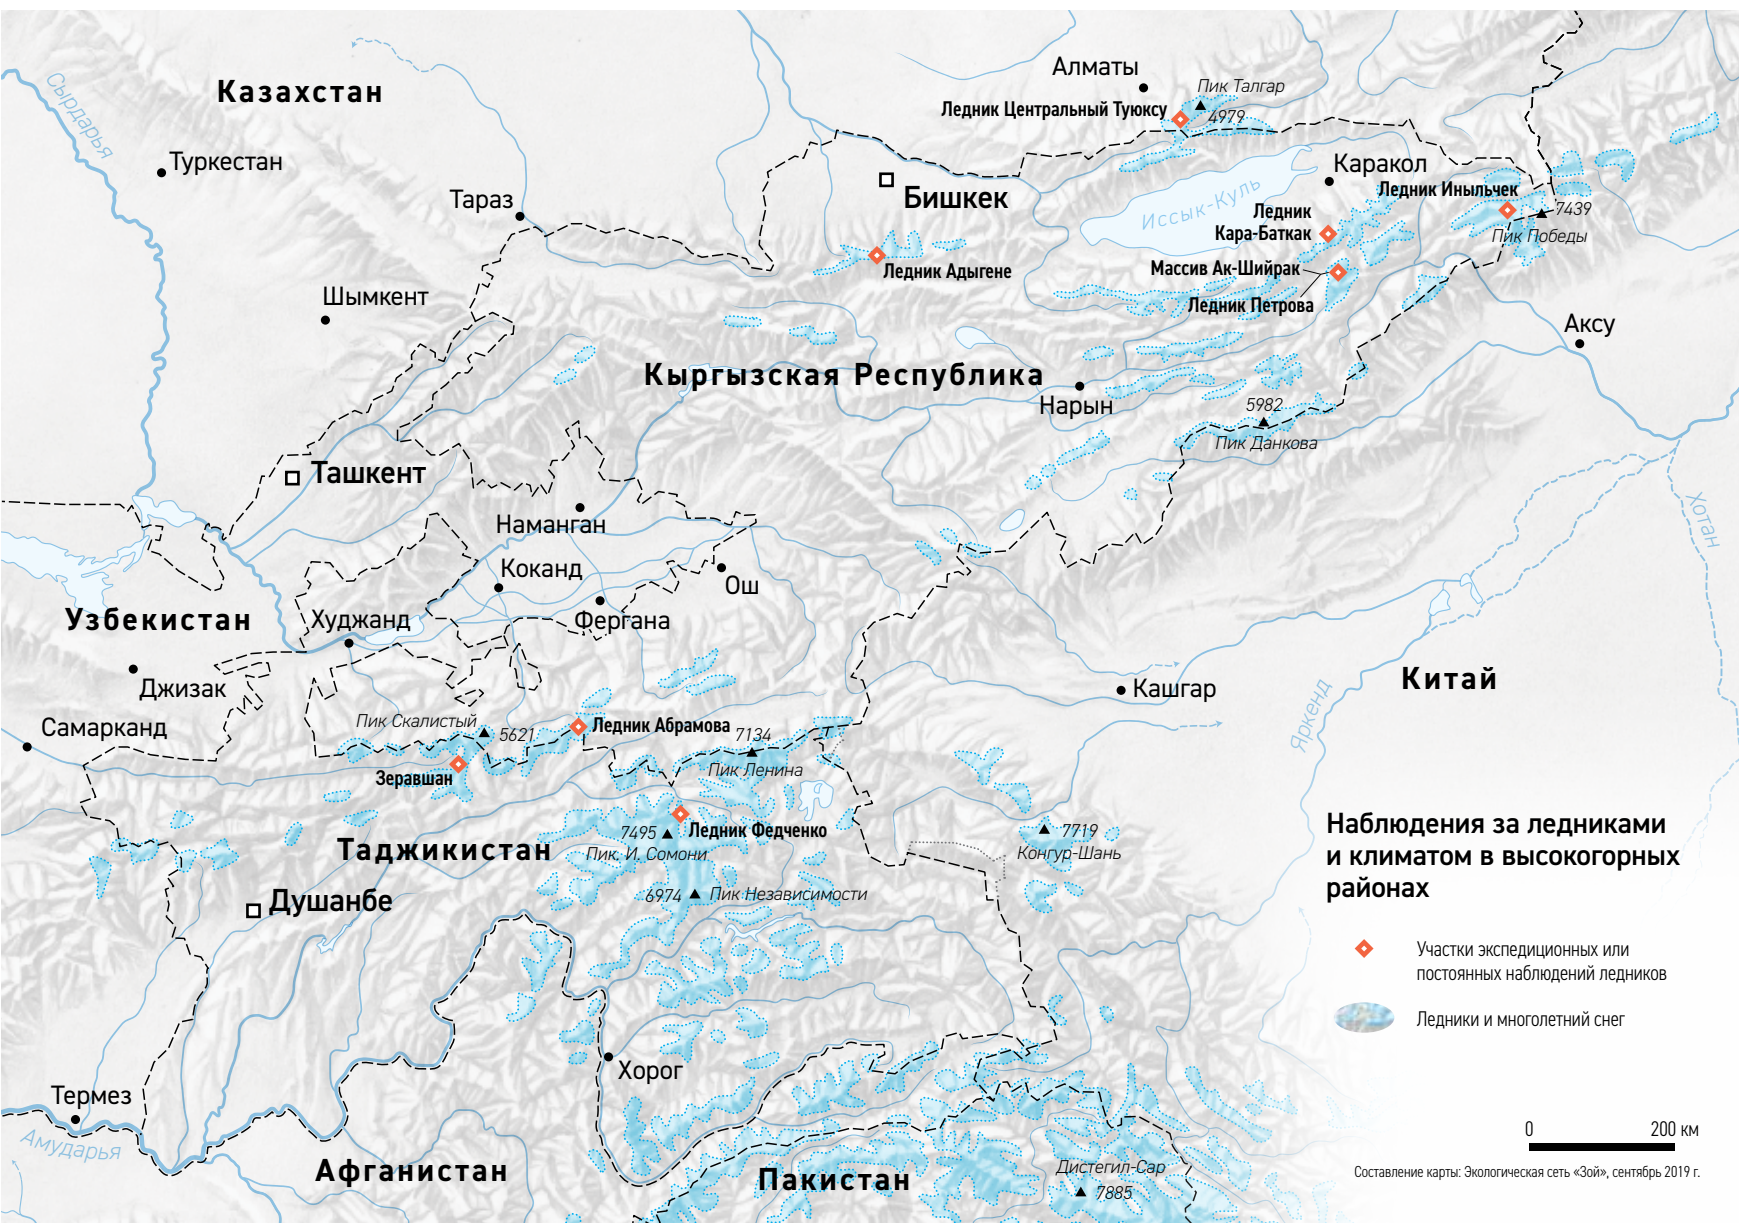 Алматы
Пик Талгар
4979
Ледник Центральный Туюксу
Казахстан
Сырдарья
Туркестан
Тараз
Бишкек
Каракол
Ледник Иныльчек
7439
Пик Победы
Иссык-Куль
Ледник
Кара-Баткак
Ледник Адыгене
Массив Ак-Шийрак
Ледник Петрова
Шымкент
Аксу
Кыргызская Республика
Нарын
5982
Пик Данкова
Ташкент
Наманган
Хотан
Коканд
Ош
Узбекистан
Худжанд
Фергана
Китай
Джизак
Кашгар
Яркенд
Самарканд
Пик Скалистый
5621
Ледник Абрамова
7134
Пик Ленина
Зеравшан
Ледник Федченко
7495
Пик. И. Сомони
Таджикистан
7719
Конгур-Шань
6974
Пик Независимости
Душанбе
Наблюдения за ледниками
и климатом в высокогорных
районах
Участки экспедиционных или
постоянных наблюдений ледников
Ледники и многолетний снег
Хорог
Термез
Амударья
Афганистан
Пакистан
Дистегил-Сар
7885
0 200 км
Составление карты: Экологическая сеть «Зой», сентябрь 2019 г.